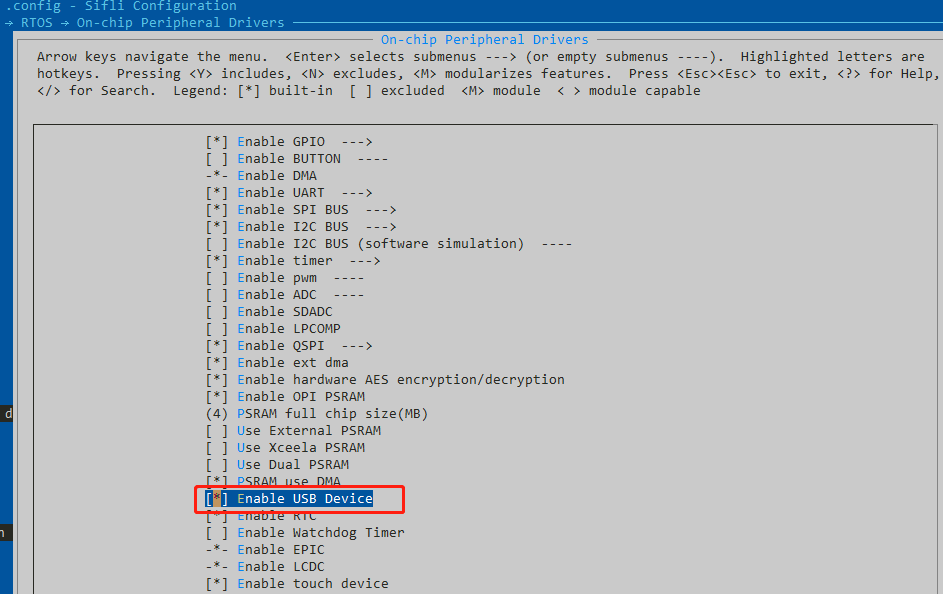 .config - Sifli Configuration
→ RTOS → On-chip Peripheral Drivers
On-chip Peripheral Drivers
Arrow keys navigate the menu.  <Enter> selects submenus ---> (or empty submenus ----).  Highlighted letters are
hotkeys.  Pressing <Y> includes, <N> excludes, <M> modularizes features.  Press <Esc><Esc> to exit, <?> for Help,
</> for Search.  Legend: [*] built-in  [ ] excluded  <M> module  < > module capable
[*] Enable GPIO  --->
[ ] Enable BUTTON  ----
-*- Enable DMA
[*] Enable UART  --->
[*] Enable SPI BUS  --->
[*] Enable I2C BUS  --->
[ ] Enable I2C BUS (software simulation)  ----
[*] Enable timer  --->
[ ] Enable pwm  ----
[ ] Enable ADC  ----
[ ] Enable SDADC
[ ] Enable LPCOMP
[*] Enable QSPI  --->
[*] Enable ext dma
[*] Enable hardware AES encryption/decryption
[*] Enable OPI PSRAM
(4) PSRAM full chip size(MB)
[ ] Use External PSRAM
[ ] Use Xceela PSRAM
[ ] Use Dual PSRAM
[*] PSRAM use DMA
[*] Enable USB Device
[*] Enable RTC
[ ] Enable Watchdog Timer
-*- Enable EPIC
-*- Enable LCDC
[*] Enable touch device
d
n